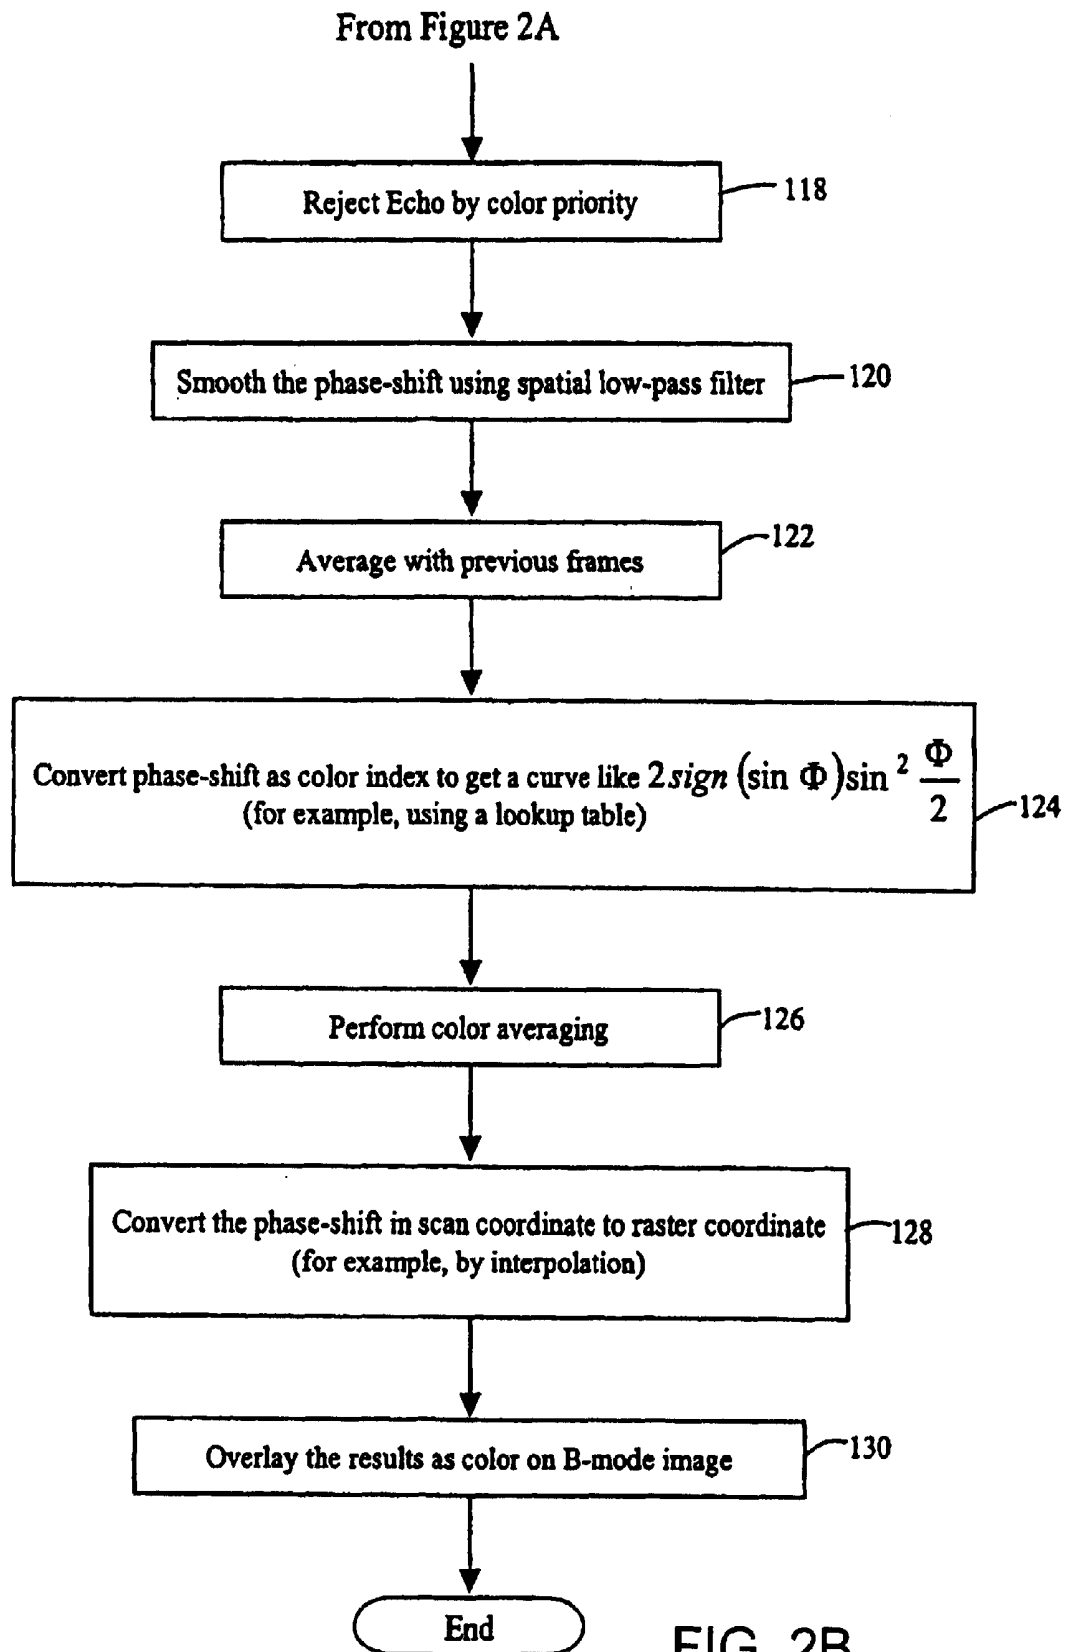 From Figure 2A
Reject Echo by color priority
118
Smooth the phase-shift using spatial low-pass filter
120
Average with previous frames
122
Convert phase-shift as color index to get a curve like 2 sign (sin Φ) sin² Φ/2
(for example, using a lookup table)
124
Perform color averaging
126
Convert the phase-shift in scan coordinate to raster coordinate
(for example, by interpolation)
128
Overlay the results as color on B-mode image
130
End
FIG. 2B